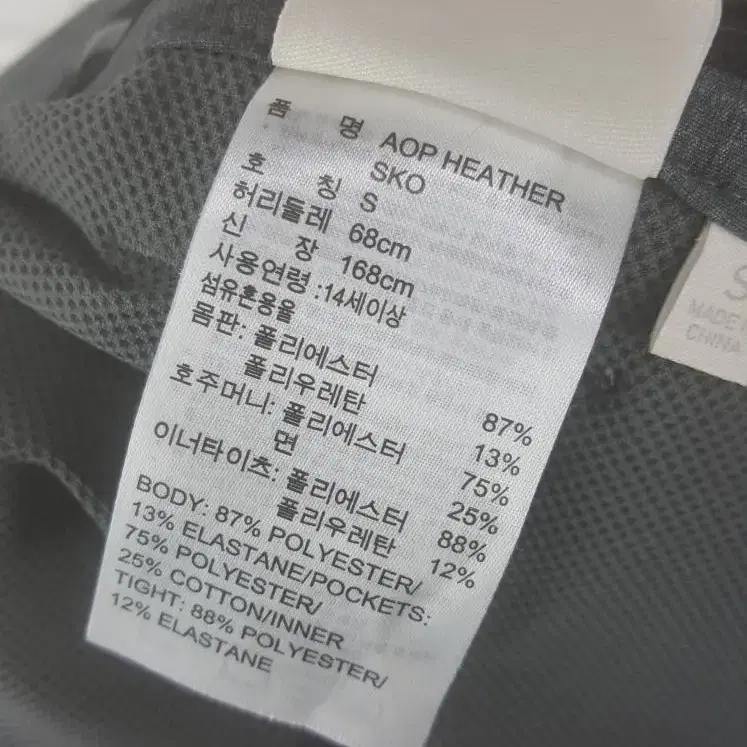 품 명 AOP HEATHER
SKO
호 칭 S
허리둘레 68cm
신 장 168cm
사용연령 :14세이상
섬유혼용율
몸판: 폴리에스터 87%
폴리우레탄 13%
호주머니: 폴리에스터 75%
면 25%
이너타이츠: 폴리에스터 88%
폴리우레탄 12%
BODY: 87% POLYESTER/
13% ELASTANE/POCKETS:
75% POLYESTER/
25% COTTON/INNER
TIGHT: 88% POLYESTER/
12% ELASTANE
S
MADE
CHINA